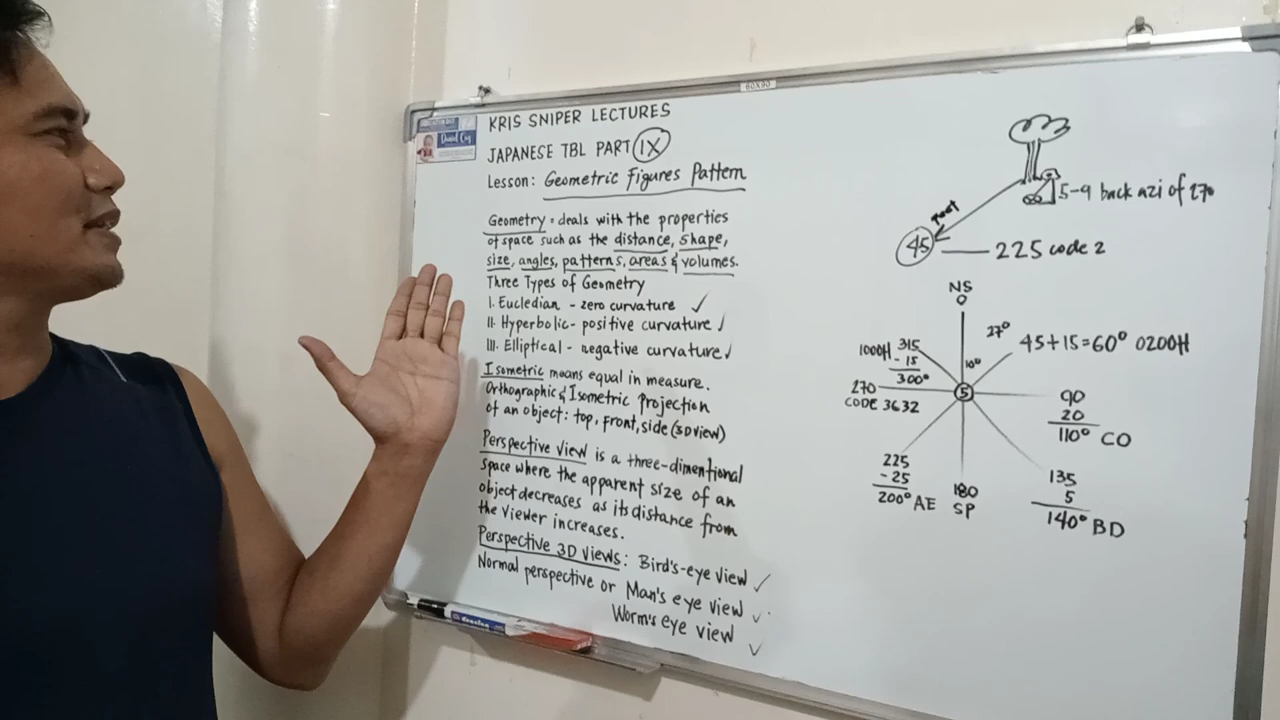 60X90
KRIS SNIPER LECTURES
JAPANESE TBL PART IX
Lesson: Geometric Figures Pattern
Geometry = deals with the properties
of space such as the distance, shape,
size, angles, patterns, areas & volumes.
Three Types of Geometry
I. Eucledian - zero curvature ✓
II. Hyperbolic - positive curvature ✓
III. Elliptical - negative curvature ✓
Isometric means equal in measure.
Orthographic & Isometric Projection
of an object: top, front, side (3D view)
Perspective view is a three-dimentional
space where the apparent size of an
object decreases as its distance from
the viewer increases.
Perspective 3D views: Bird's-eye view ✓
Normal perspective or Man's eye view ✓
Worm's eye view ✓
5-9 back azi of 270
45 — 225 code 2
NS
0
27°
45+15=60° 0200H
10°
1000H 315
- 15
300°
270
CODE 3632
5
90
20
110° CO
225
- 25
200° AE
180
SP
135
5
140° BD